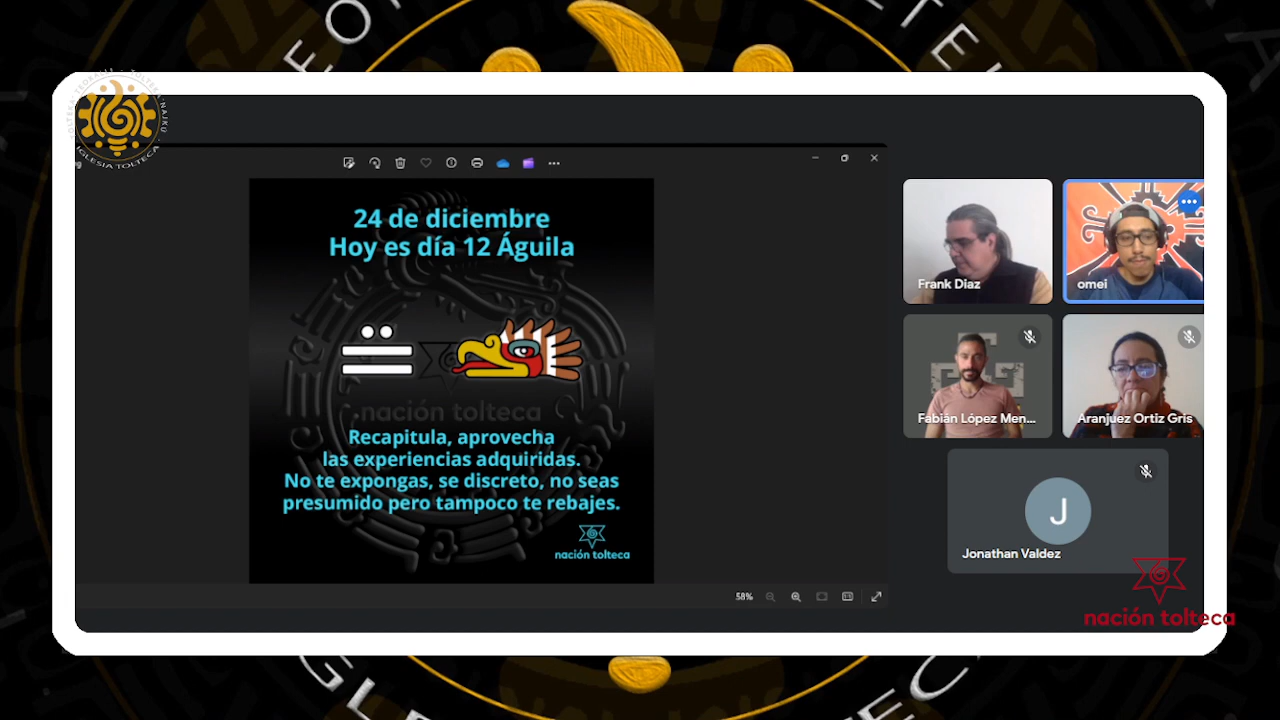 IGLESIA TOLTECA
24 de diciembre
Hoy es día 12 Águila
nación tolteca
Recapitula, aprovecha
las experiencias adquiridas.
No te expongas, se discreto, no seas
presumido pero tampoco te rebajes.
nación tolteca
58%
Frank Diaz
omei
Fabián López Men...
Aranjuez Ortiz Gris
J
Jonathan Valdez
nación tolteca